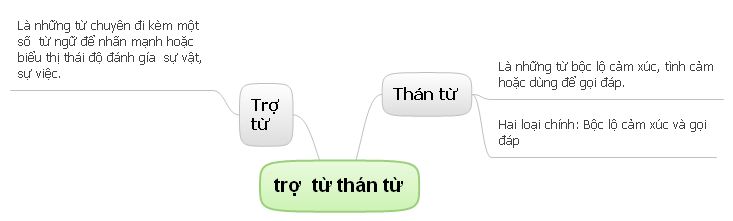 Là những từ chuyên đi kèm một
số từ ngữ để nhấn mạnh hoặc
biểu thị thái độ đánh gía sự vật,
sự việc.
Trợ
từ
Thán từ
Là những từ bộc lộ cảm xúc, tình cảm
hoặc dùng để gọi đáp.
Hai loại chính: Bộc lộ cảm xúc và gọi
đáp
trợ từ thán từ